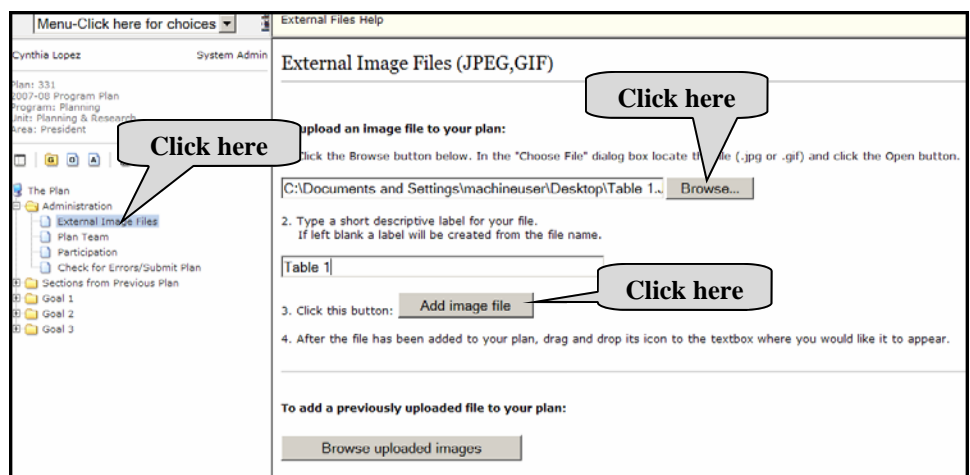 Menu-Click here for choices
External Files Help
Cynthia Lopez System Admin
Plan: 331
2007-08 Program Plan
Program: Planning
Unit: Planning & Research
Area: President
Click here
G O A
The Plan
Administration
External Image Files
Plan Team
Participation
Check for Errors/Submit Plan
Sections from Previous Plan
Goal 1
Goal 2
Goal 3
External Image Files (JPEG,GIF)
Click here
upload an image file to your plan:
Click the Browse button below. In the "Choose File" dialog box locate the file (.jpg or .gif) and click the Open button.
C:\Documents and Settings\machineuser\Desktop\Table 1. Browse...
2. Type a short descriptive label for your file.
If left blank a label will be created from the file name.
Table 1
Click here
3. Click this button: Add image file
4. After the file has been added to your plan, drag and drop its icon to the textbox where you would like it to appear.
To add a previously uploaded file to your plan:
Browse uploaded images